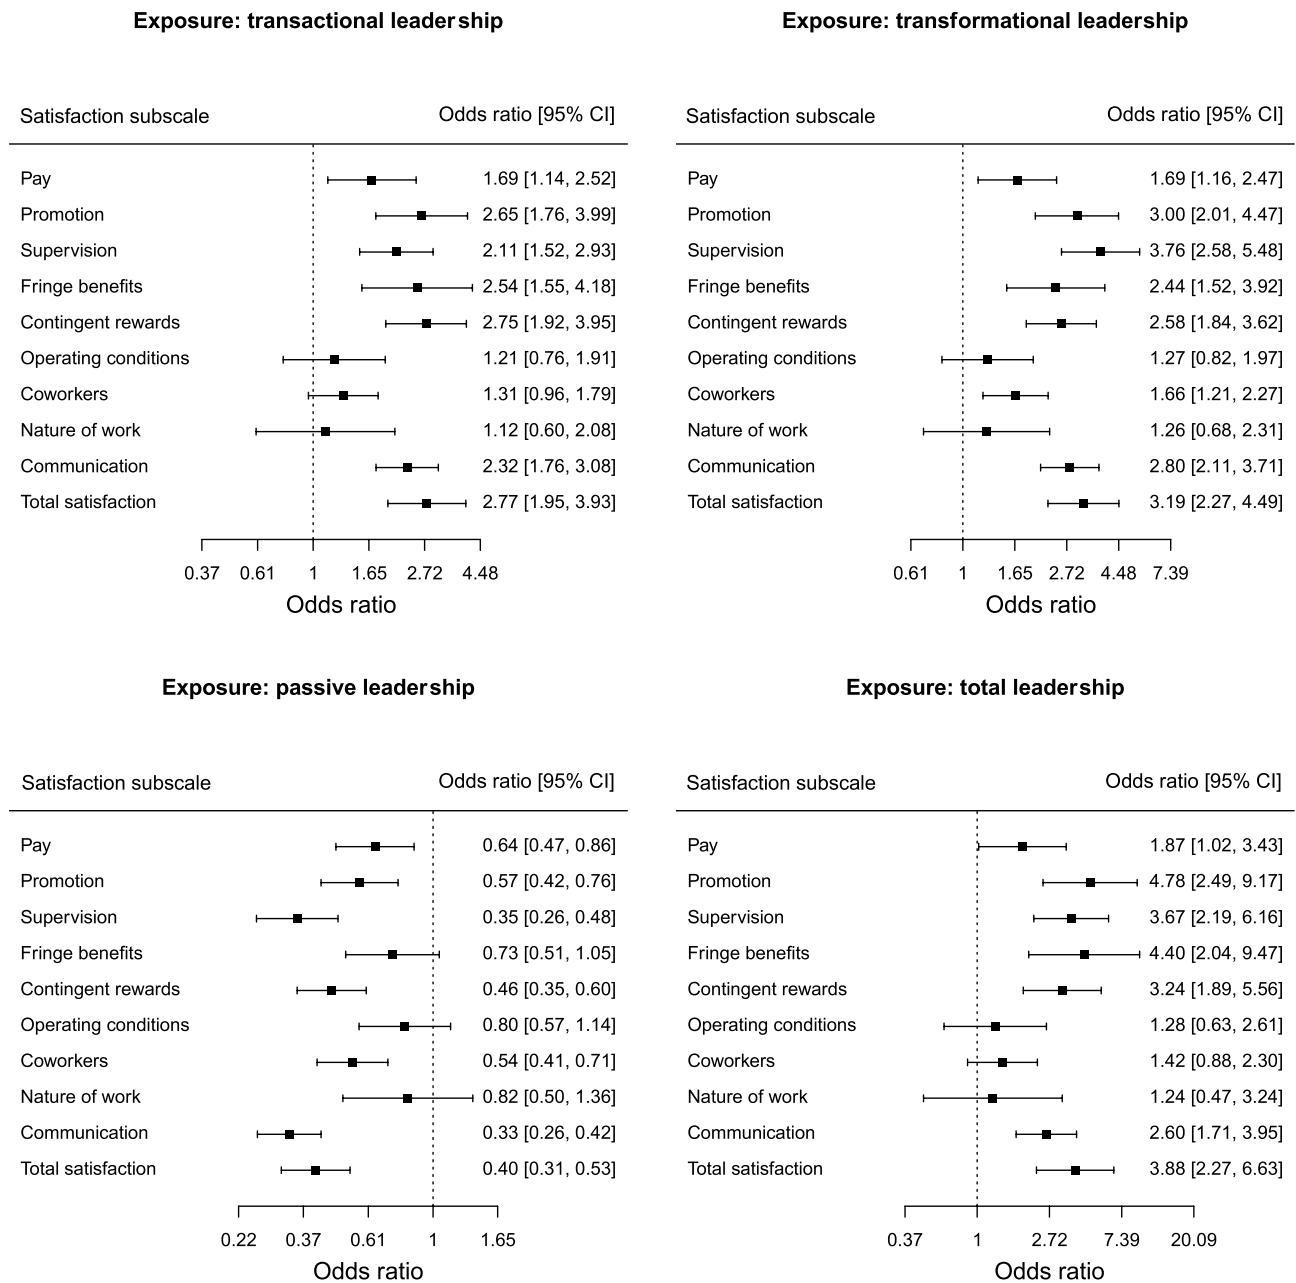 Exposure: transactional leadership
Satisfaction subscale Odds ratio [95% CI]
Pay 1.69 [1.14, 2.52]
Promotion 2.65 [1.76, 3.99]
Supervision 2.11 [1.52, 2.93]
Fringe benefits 2.54 [1.55, 4.18]
Contingent rewards 2.75 [1.92, 3.95]
Operating conditions 1.21 [0.76, 1.91]
Coworkers 1.31 [0.96, 1.79]
Nature of work 1.12 [0.60, 2.08]
Communication 2.32 [1.76, 3.08]
Total satisfaction 2.77 [1.95, 3.93]
0.37 0.61 1 1.65 2.72 4.48
Odds ratio
Exposure: transformational leadership
Satisfaction subscale Odds ratio [95% CI]
Pay 1.69 [1.16, 2.47]
Promotion 3.00 [2.01, 4.47]
Supervision 3.76 [2.58, 5.48]
Fringe benefits 2.44 [1.52, 3.92]
Contingent rewards 2.58 [1.84, 3.62]
Operating conditions 1.27 [0.82, 1.97]
Coworkers 1.66 [1.21, 2.27]
Nature of work 1.26 [0.68, 2.31]
Communication 2.80 [2.11, 3.71]
Total satisfaction 3.19 [2.27, 4.49]
0.61 1 1.65 2.72 4.48 7.39
Odds ratio
Exposure: passive leadership
Satisfaction subscale Odds ratio [95% CI]
Pay 0.64 [0.47, 0.86]
Promotion 0.57 [0.42, 0.76]
Supervision 0.35 [0.26, 0.48]
Fringe benefits 0.73 [0.51, 1.05]
Contingent rewards 0.46 [0.35, 0.60]
Operating conditions 0.80 [0.57, 1.14]
Coworkers 0.54 [0.41, 0.71]
Nature of work 0.82 [0.50, 1.36]
Communication 0.33 [0.26, 0.42]
Total satisfaction 0.40 [0.31, 0.53]
0.22 0.37 0.61 1 1.65
Odds ratio
Exposure: total leadership
Satisfaction subscale Odds ratio [95% CI]
Pay 1.87 [1.02, 3.43]
Promotion 4.78 [2.49, 9.17]
Supervision 3.67 [2.19, 6.16]
Fringe benefits 4.40 [2.04, 9.47]
Contingent rewards 3.24 [1.89, 5.56]
Operating conditions 1.28 [0.63, 2.61]
Coworkers 1.42 [0.88, 2.30]
Nature of work 1.24 [0.47, 3.24]
Communication 2.60 [1.71, 3.95]
Total satisfaction 3.88 [2.27, 6.63]
0.37 1 2.72 7.39 20.09
Odds ratio